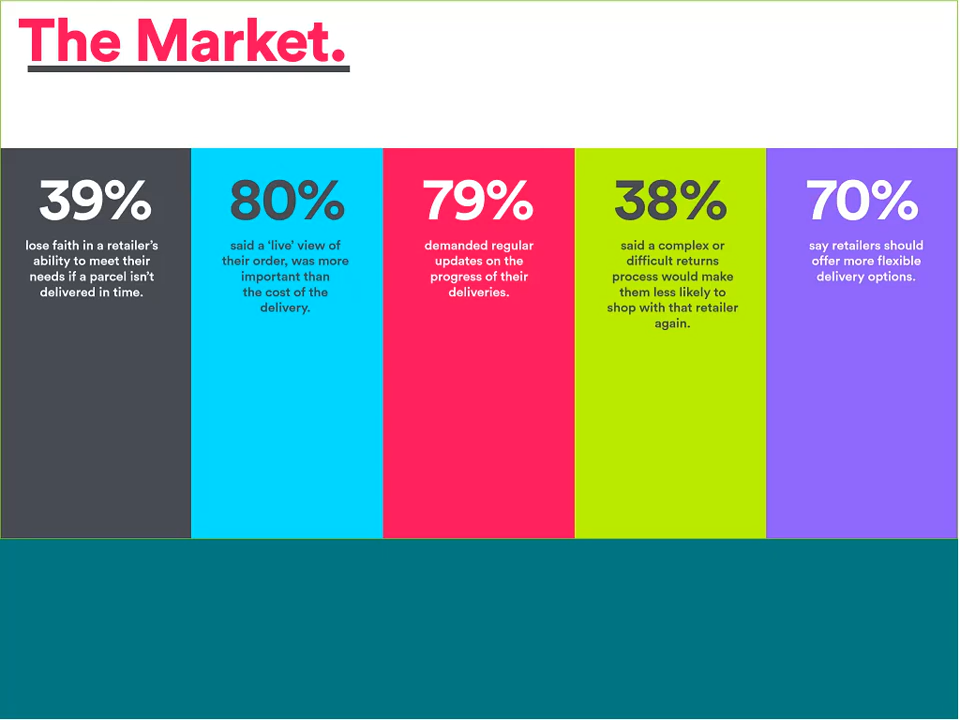 The Market.
39%
lose faith in a retailer's
ability to meet their
needs if a parcel isn't
delivered in time.
80%
said a 'live' view of
their order, was more
important than
the cost of the
delivery.
79%
demanded regular
updates on the
progress of their
deliveries.
38%
said a complex or
difficult returns
process would make
them less likely to
shop with that retailer
again.
70%
say retailers should
offer more flexible
delivery options.